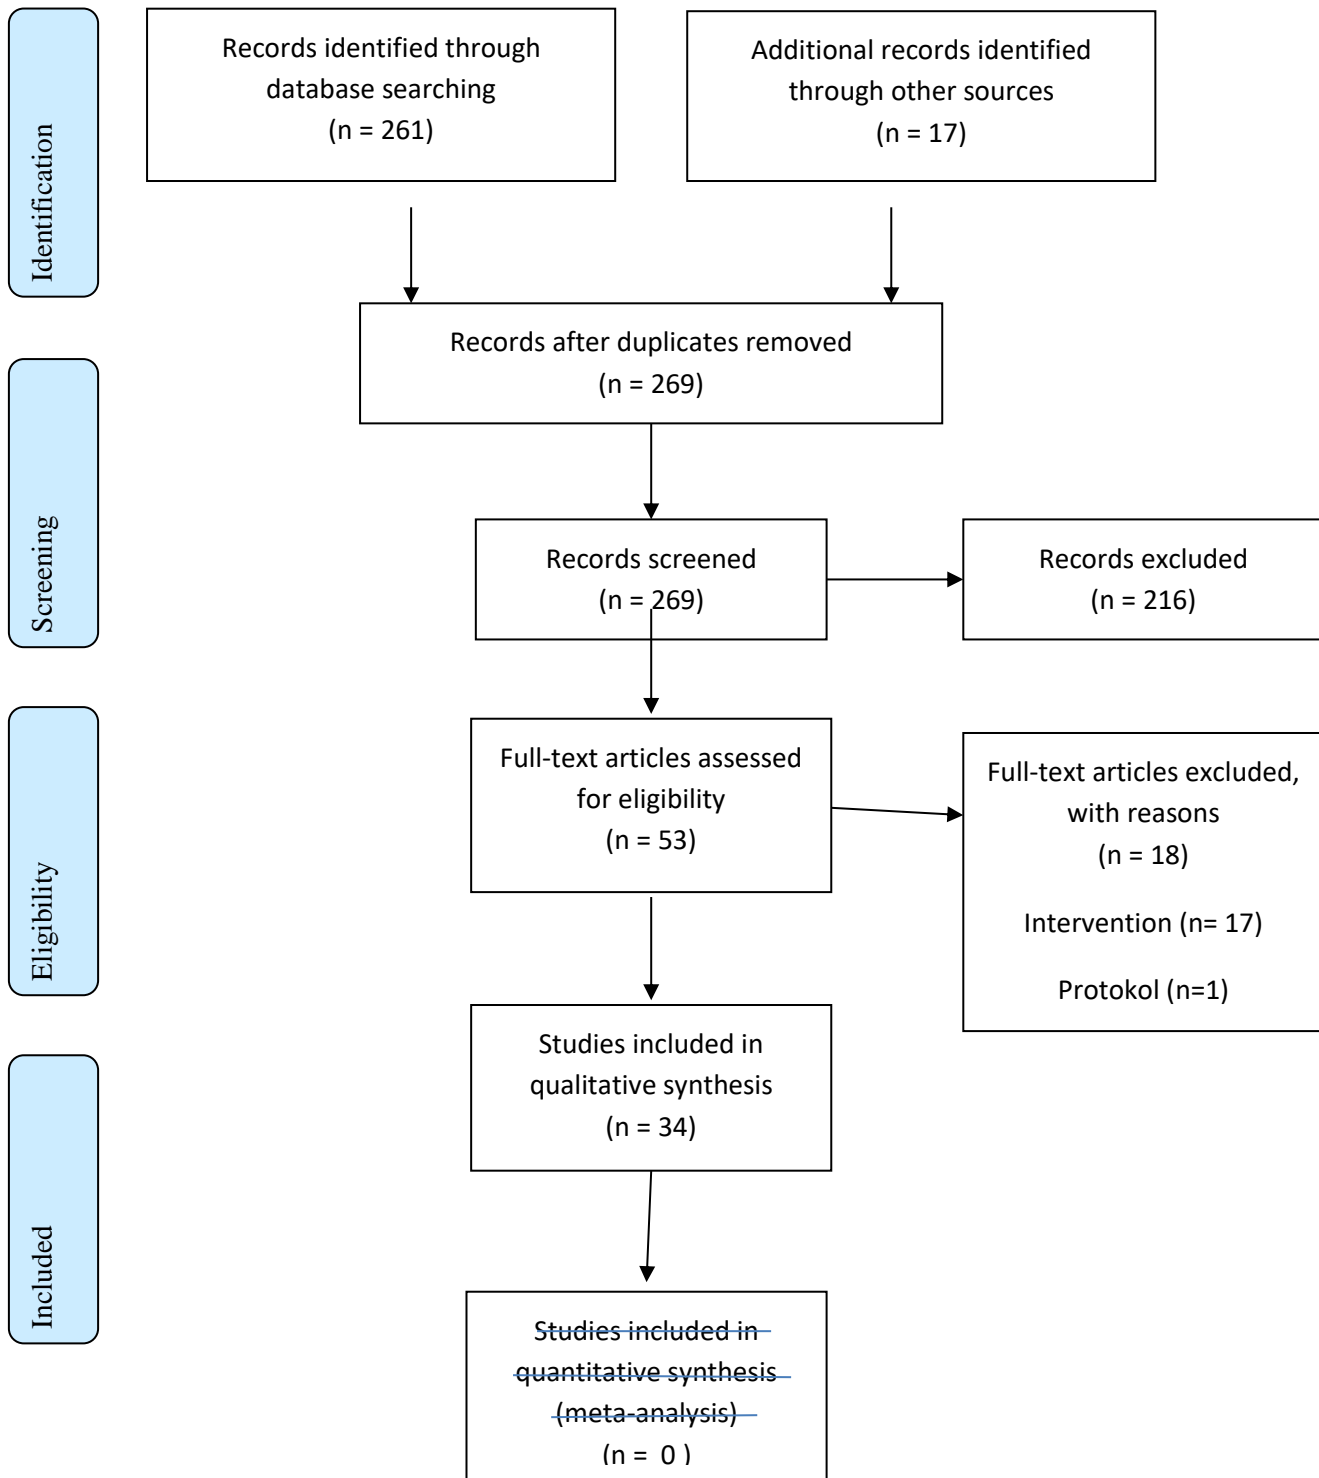 Identification
Records identified through
database searching
(n = 261)
Additional records identified
through other sources
(n = 17)
Records after duplicates removed
(n = 269)
Screening
Records screened
(n = 269)
Records excluded
(n = 216)
Eligibility
Full-text articles assessed
for eligibility
(n = 53)
Full-text articles excluded,
with reasons
(n = 18)
Intervention (n= 17)
Protokol (n=1)
Included
Studies included in
qualitative synthesis
(n = 34)
Studies included in
quantitative synthesis
(meta-analysis)
(n = 0 )